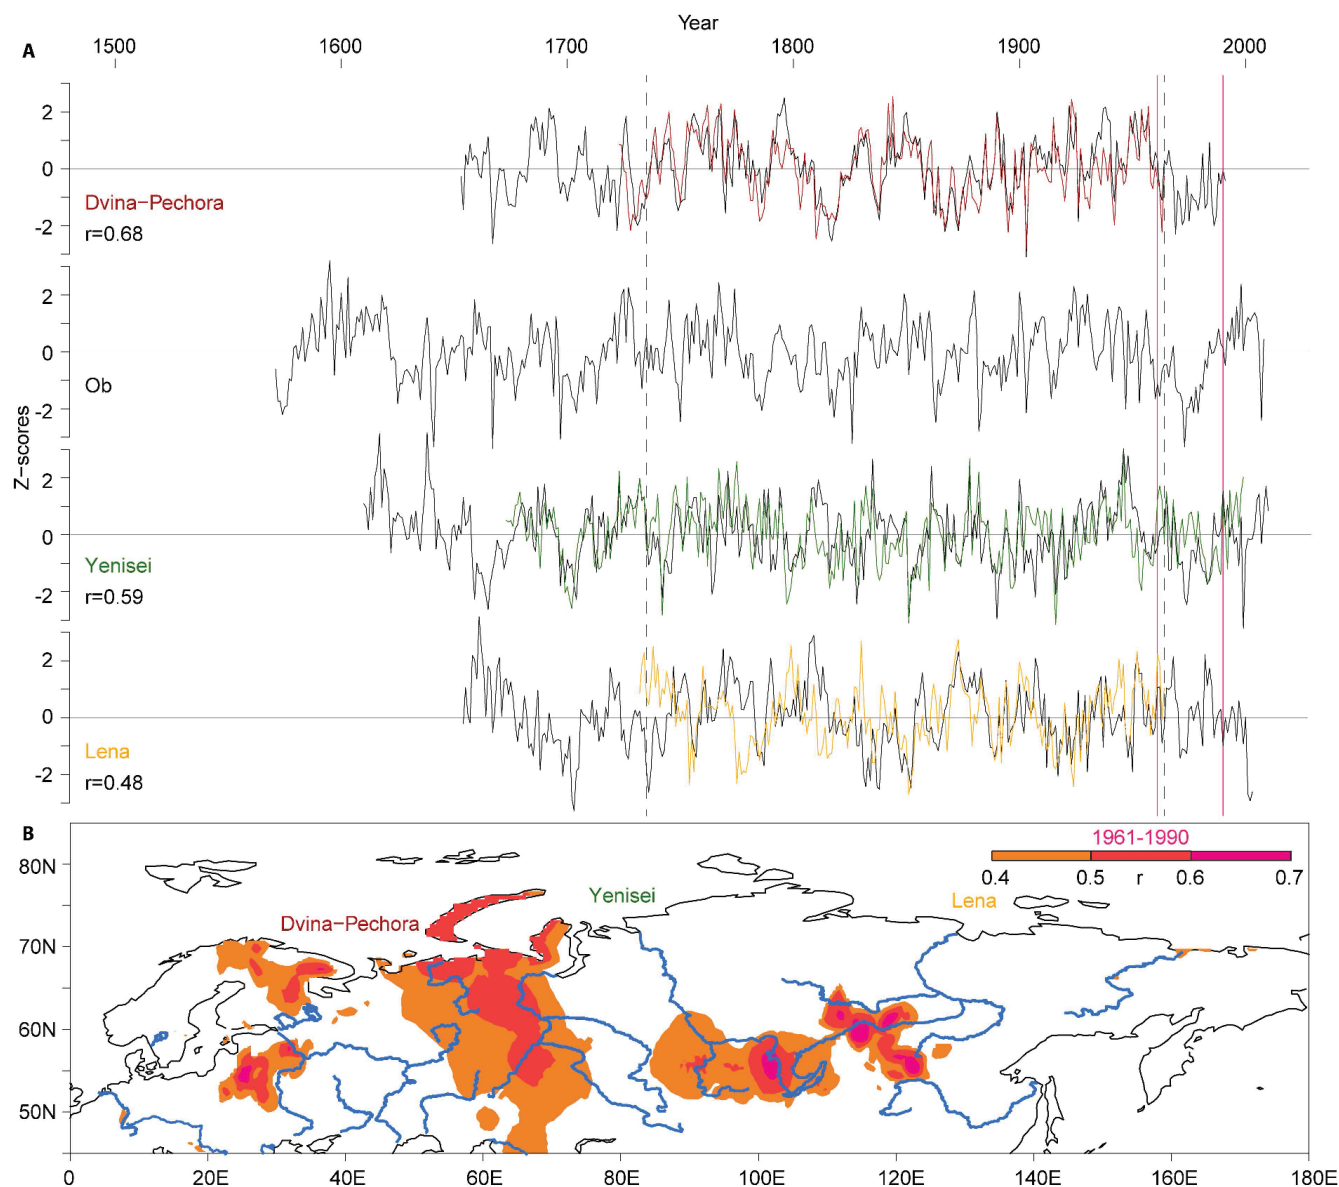 Year
A
1500 1600 1700 1800 1900 2000
2
0
Dvina−Pechora
-2
r=0.68
2
0
Ob
-2
Z−scores
2
0
Yenisei
r=0.59
-2
2
0
Lena
-2
r=0.48
B
1961-1990
80N
0.4 0.5 r 0.6 0.7
Yenisei
Lena
Dvina−Pechora
70N
60N
50N
0 20E 40E 60E 80E 100E 120E 140E 160E 180E